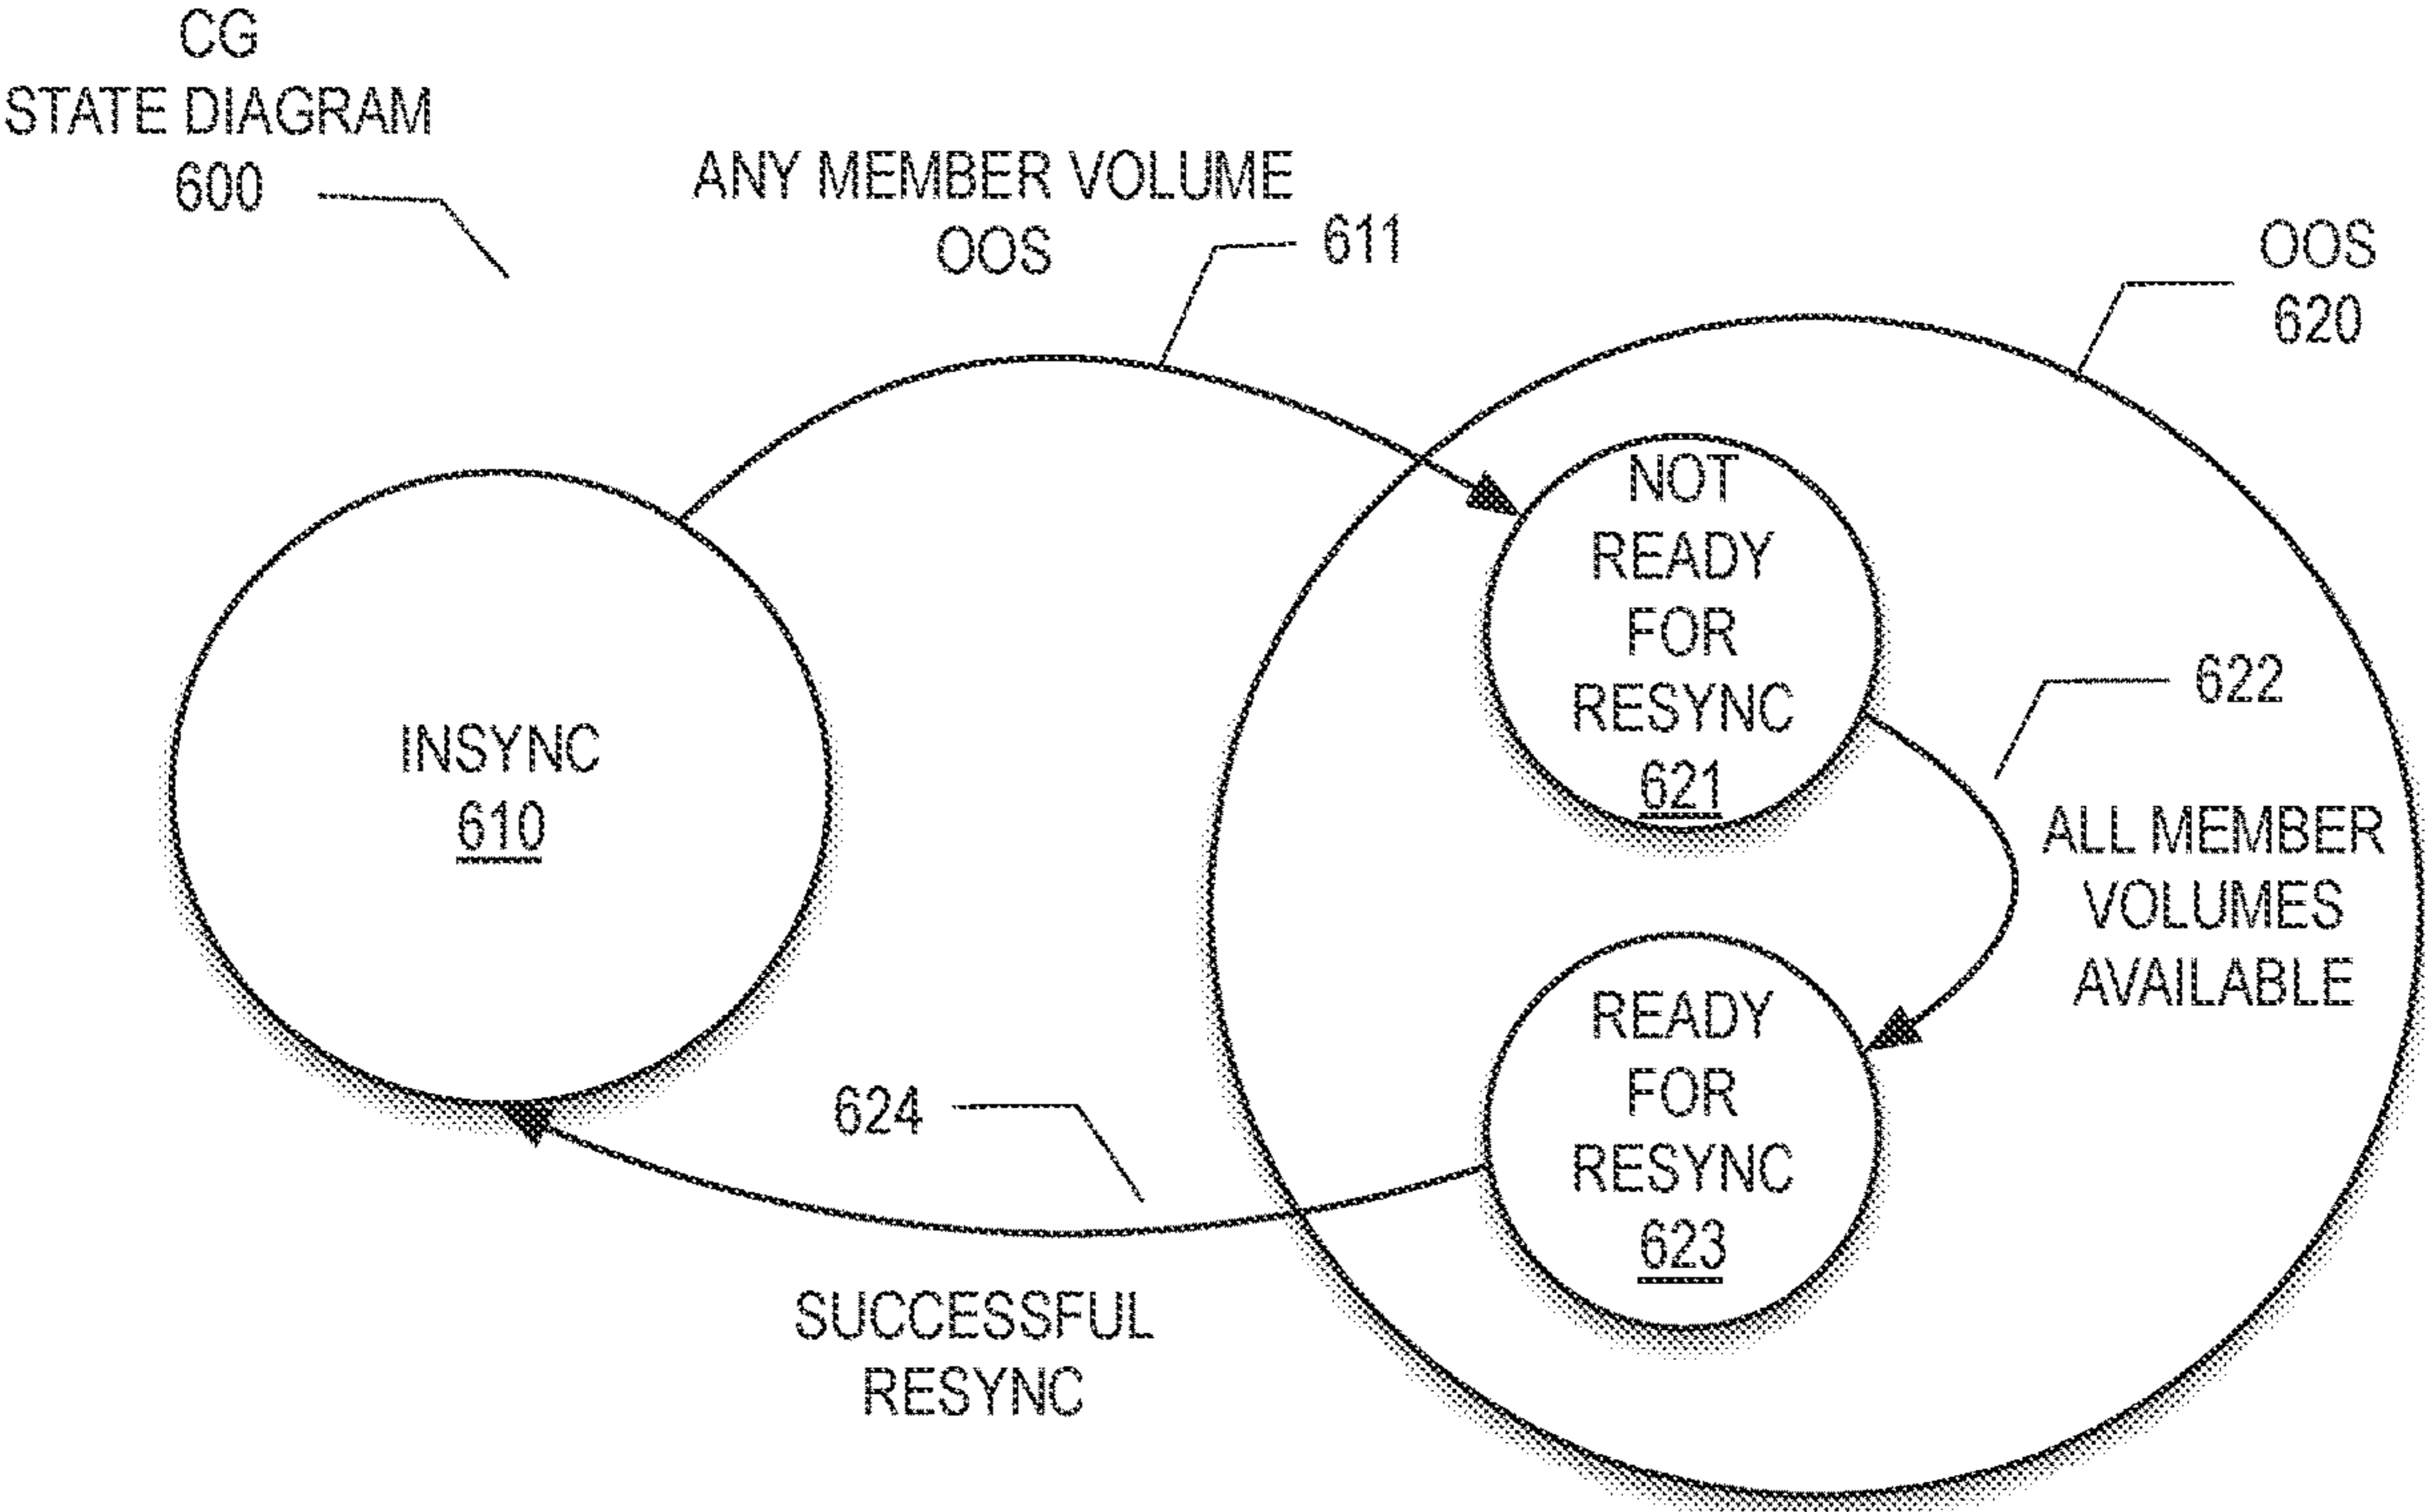 CG
STATE DIAGRAM
600
ANY MEMBER VOLUME
OOS
611
OOS
620
NOT
READY
FOR
RESYNC
621
622
INSYNC
610
ALL MEMBER
VOLUMES
AVAILABLE
READY
FOR
RESYNC
623
624
SUCCESSFUL
RESYNC